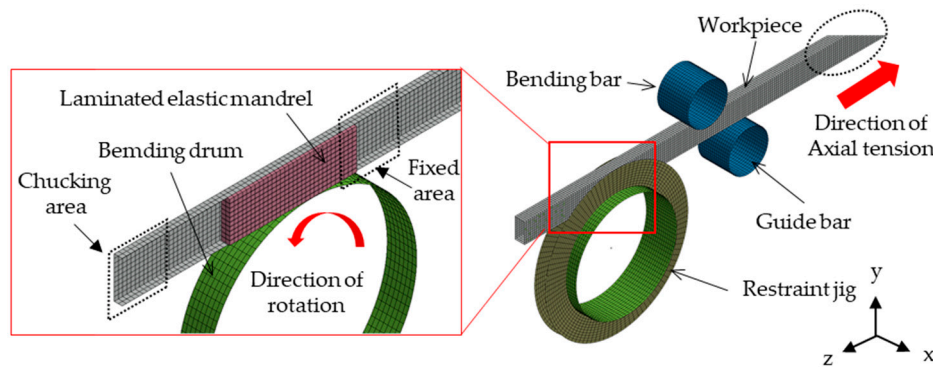 Laminated elastic mandrel
Bemding drum
Chucking
area
Fixed
area
Direction of
rotation
Workpiece
Bending bar
Direction of
Axial tension
Guide bar
Restraint jig
y
z
x